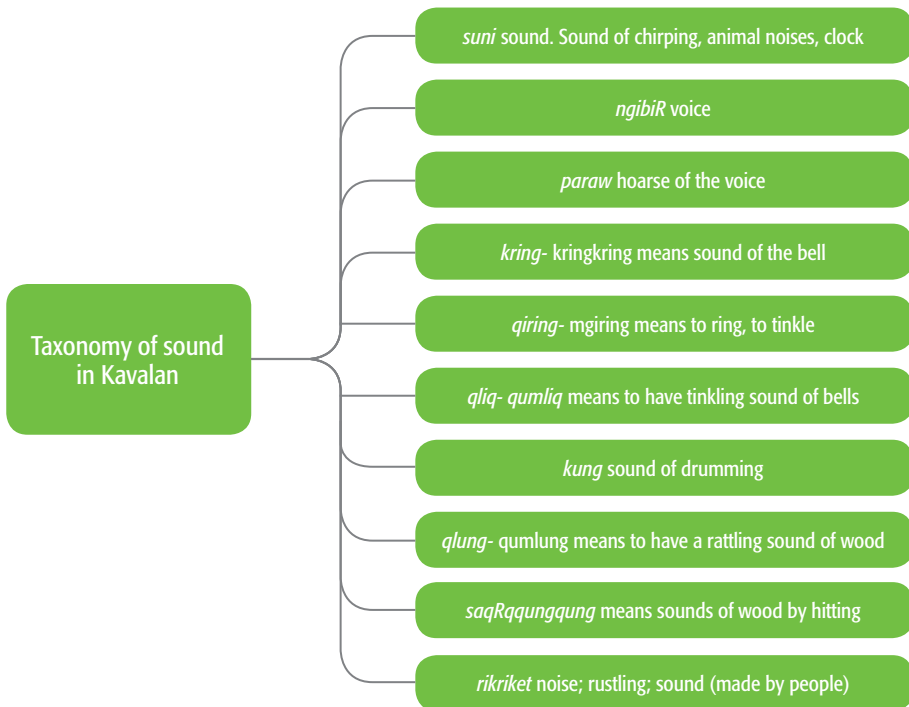 suni sound. Sound of chirping, animal noises, clock
ngibiR voice
paraw hoarse of the voice
kring- kringkring means sound of the bell
Taxonomy of sound
in Kavalan
qiring- mgiring means to ring, to tinkle
qliq- qumliq means to have tinkling sound of bells
kung sound of drumming
qlung- qumlung means to have a rattling sound of wood
saqRqqungqung means sounds of wood by hitting
rikriket noise; rustling; sound (made by people)